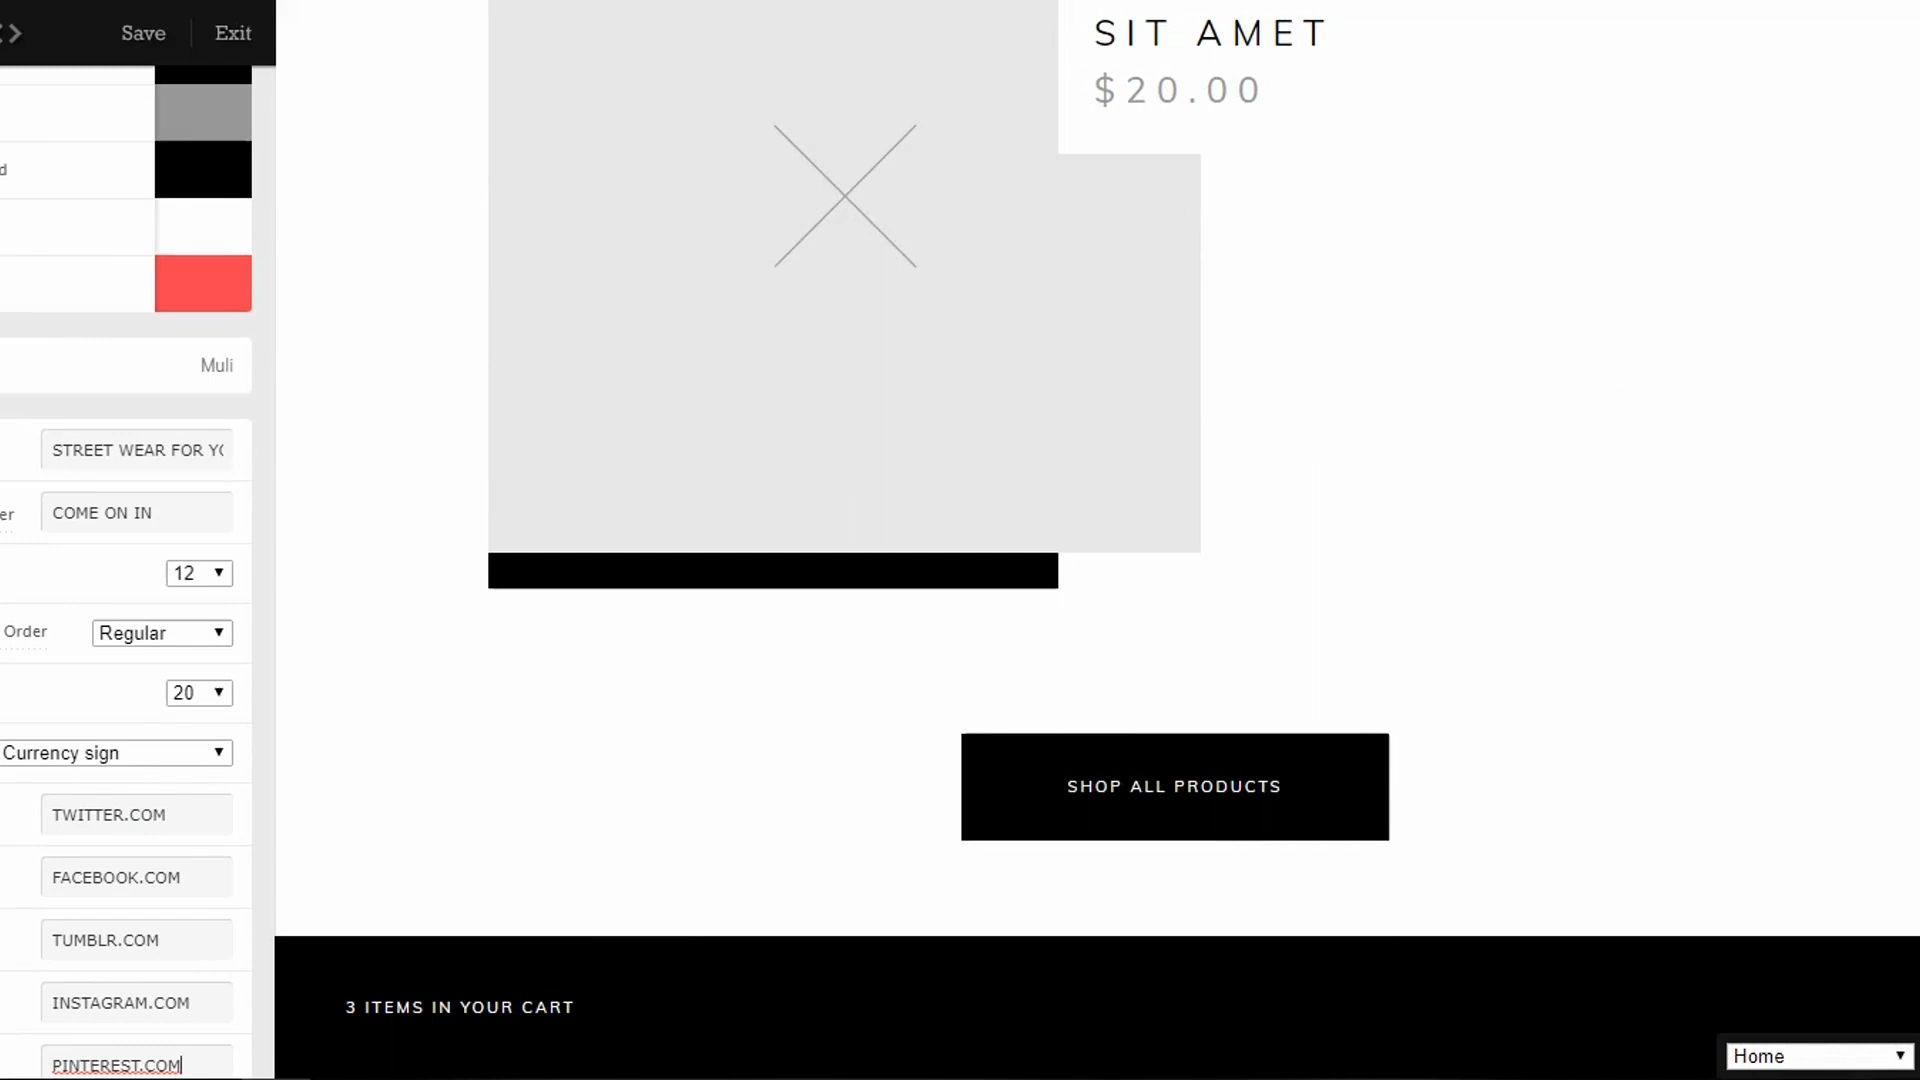 Save
Exit
d
Muli
STREET WEAR FOR YO
er
COME ON IN
12
Order
Regular
20
Currency sign
TWITTER.COM
FACEBOOK.COM
TUMBLR.COM
INSTAGRAM.COM
PINTEREST.COM
SIT AMET
$20.00
SHOP ALL PRODUCTS
3 ITEMS IN YOUR CART
Home